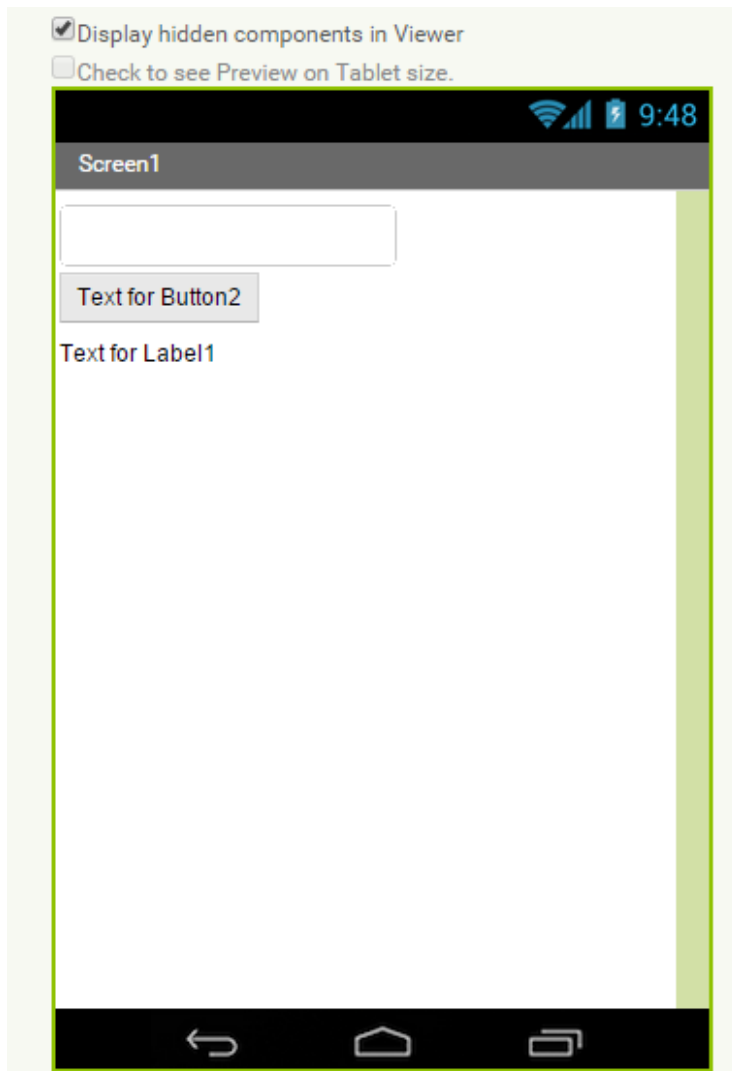 Display hidden components in Viewer
Check to see Preview on Tablet size.
9:48
Screen1
Text for Button2
Text for Label1